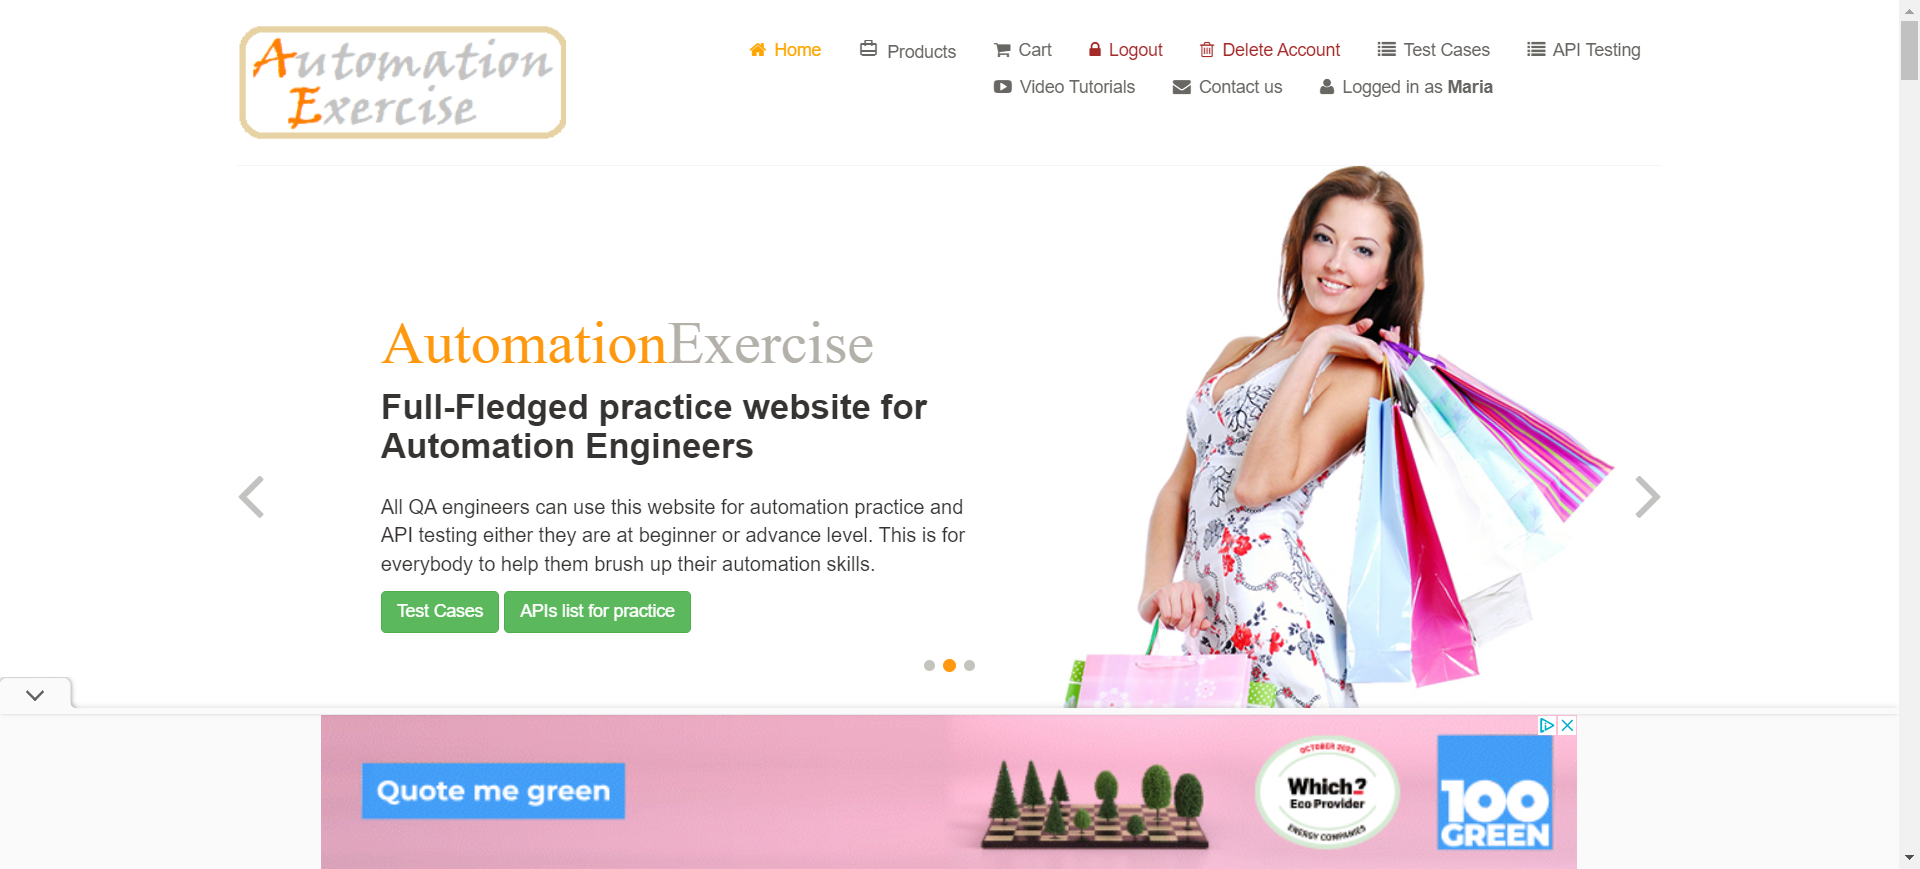 Automation
Exercise
Home
Products
Cart
Logout
Delete Account
Test Cases
API Testing
Video Tutorials
Contact us
Logged in as Maria
AutomationExercise
Full-Fledged practice website for
Automation Engineers
All QA engineers can use this website for automation practice and
API testing either they are at beginner or advance level. This is for
everybody to help them brush up their automation skills.
Test Cases
APIs list for practice
Quote me green
OCTOBER 2023
Which?
Eco Provider
ENERGY COMPANIES
100
GREEN